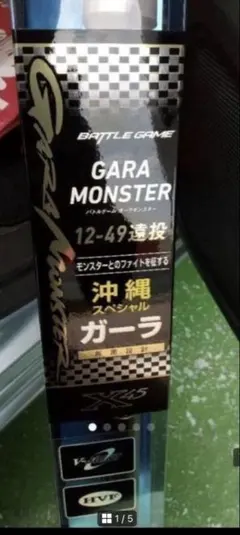 GARA MONSTER
BATTLE GAME
GARA
MONSTER
バトルゲーム ガーラモンスター
12-49遠投
モンスターとのファイトを征する
沖縄
スペシャル
ガーラ
X45
HVF
1/5